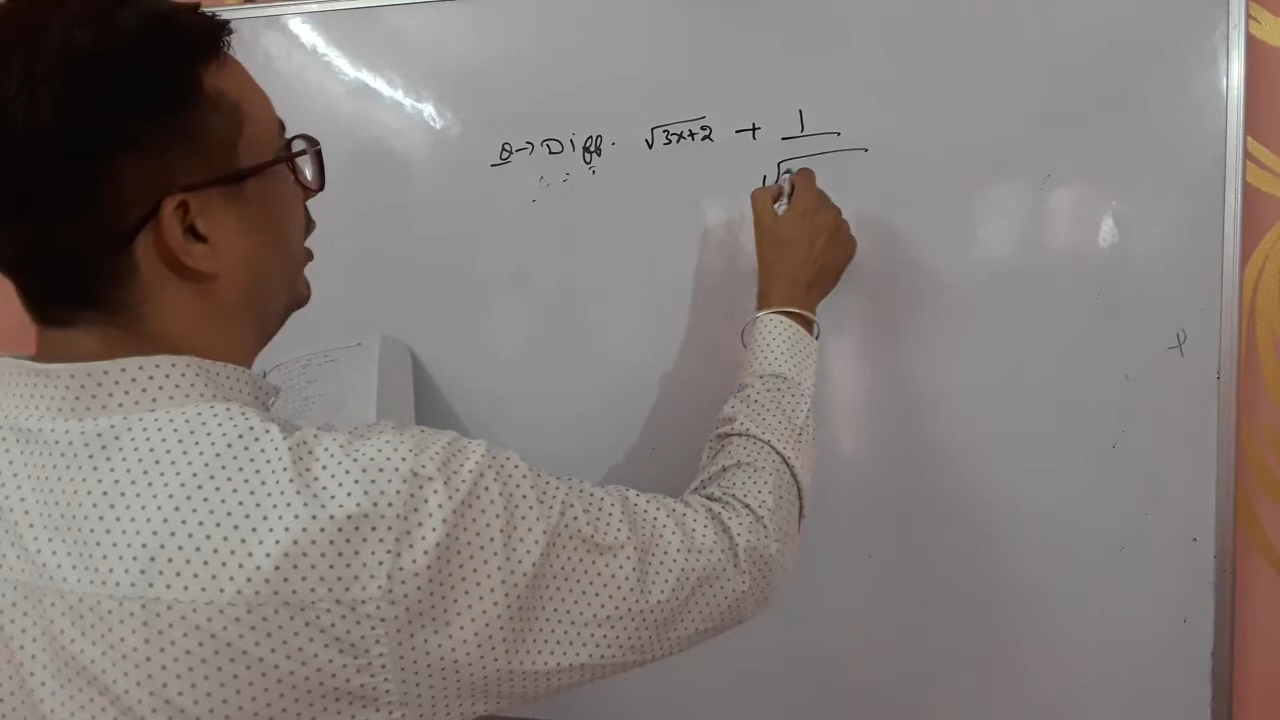 Q→ Diff. √3x+2 + 1/√